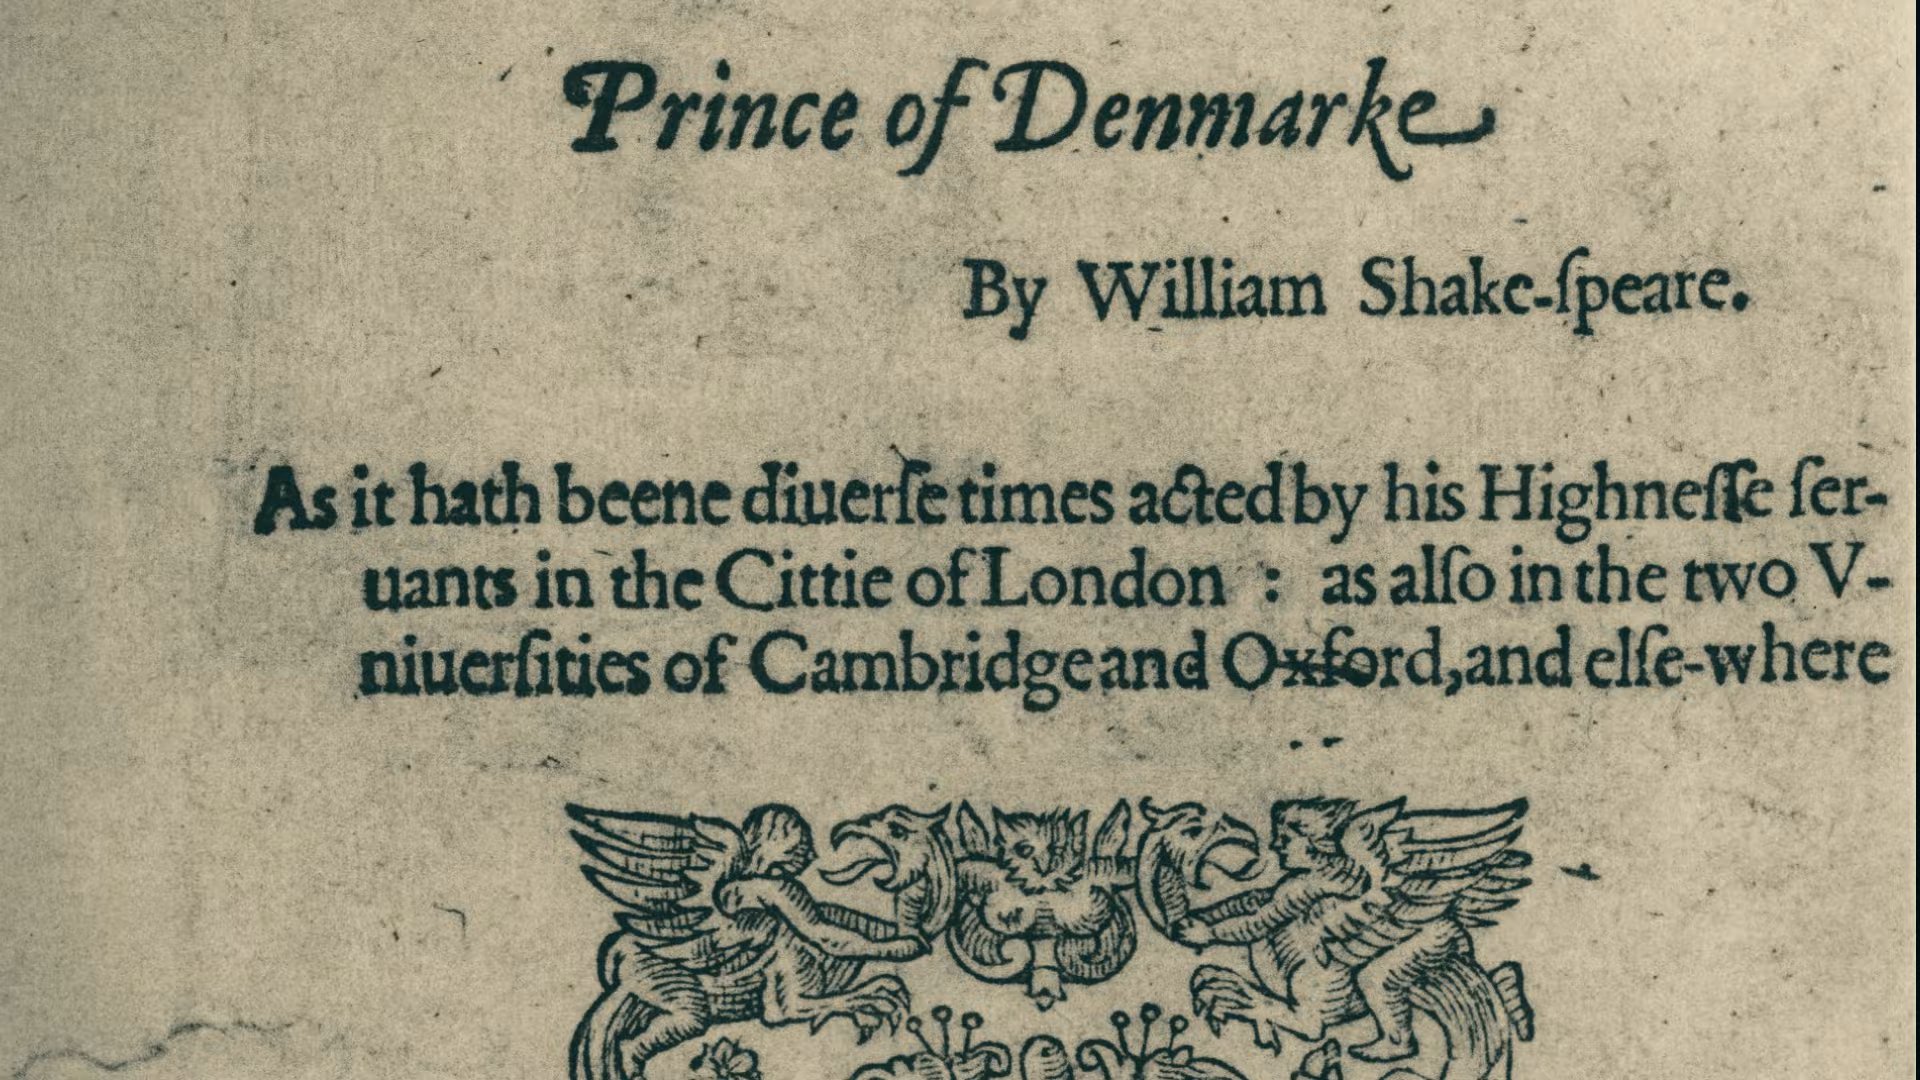 Prince of Denmarke
By William Shake-ſpeare.
As it hath beene diuerſe times acted by his Highneſſe ſer-
uants in the Cittie of London : as alſo in the two V-
niuerſities of Cambridge and Oxford, and elſe-where